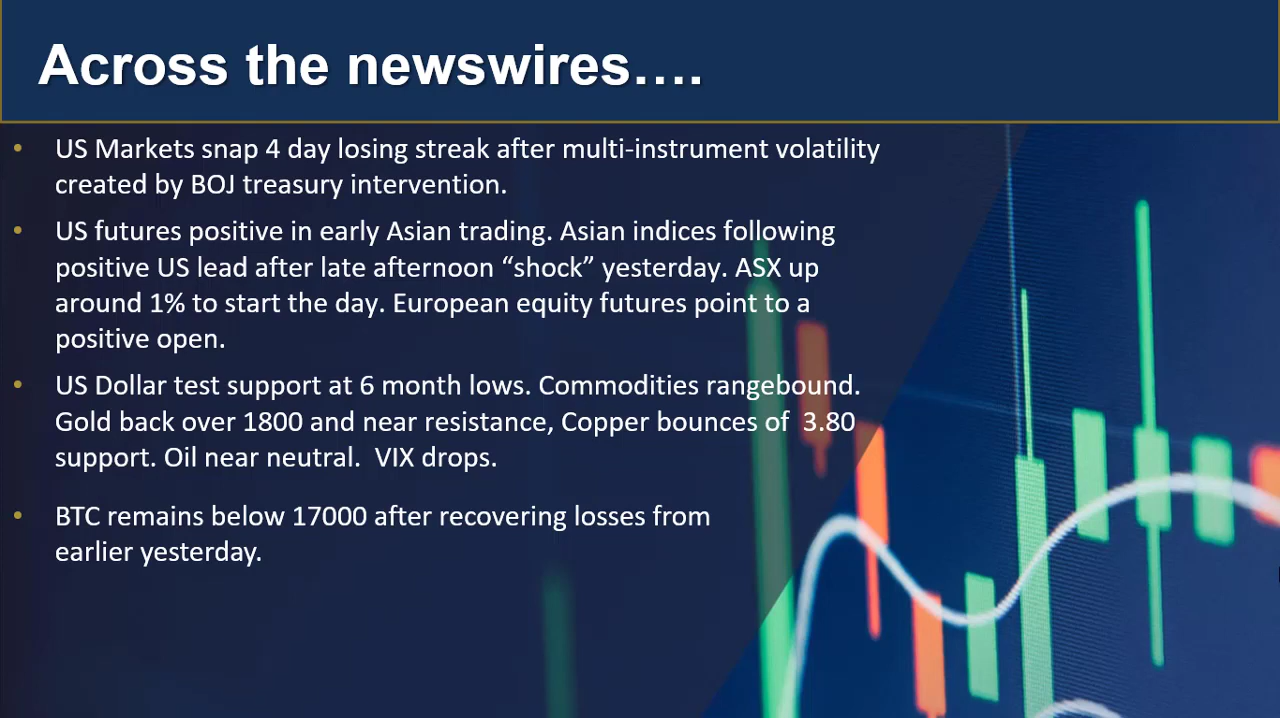 Across the newswires….
• US Markets snap 4 day losing streak after multi-instrument volatility
created by BOJ treasury intervention.
• US futures positive in early Asian trading. Asian indices following
positive US lead after late afternoon “shock” yesterday. ASX up
around 1% to start the day. European equity futures point to a
positive open.
• US Dollar test support at 6 month lows. Commodities rangebound.
Gold back over 1800 and near resistance, Copper bounces of  3.80
support. Oil near neutral.  VIX drops.
• BTC remains below 17000 after recovering losses from
earlier yesterday.